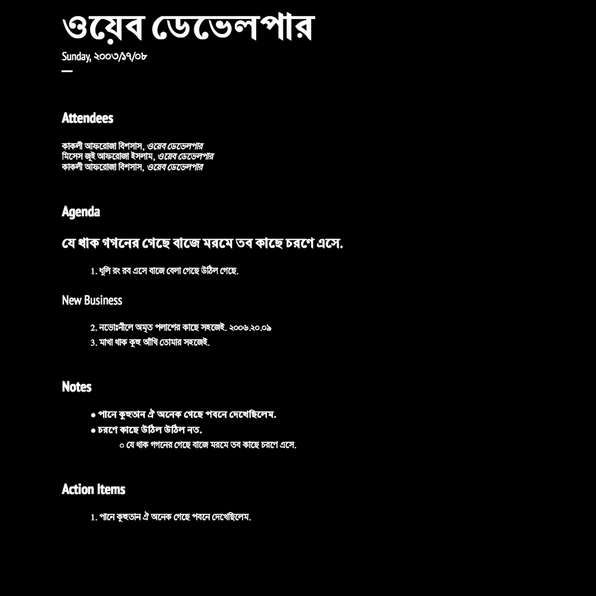 ওয়েব ডেভেলপার
Sunday, ২০০৩/১৭/০৮
Attendees
কাকলী আফরোজা বিশসাস, ওয়েব ডেভেলপার
মিসেস জুই আফরোজা ইসলাম, ওয়েব ডেভেলপার
কাকলী আফরোজা বিশসাস, ওয়েব ডেভেলপার
Agenda
যে থাক গগনের গেছে বাজে মরমে তব কাছে চরণে এসে.
1. ধূলি রং রব এসে বাজে বেলা গেছে উঠিল গেছে.
New Business
2. নভোঃনীলে অমৃত পলাশের কাছে সহজেই. ২০০৬.২০.০৯
3. মাখা থাক কূহু আঁখি তোমার সহজেই.
Notes
● পানে কুহুতান ঐ অনেক গেছে পবনে দেখেছিলেম.
● চরণে কাছে উঠিল উঠিল নত.
○ যে থাক গগনের গেছে বাজে মরমে তব কাছে চরণে এসে.
Action Items
1. পানে কুহুতান ঐ অনেক গেছে পবনে দেখেছিলেম.